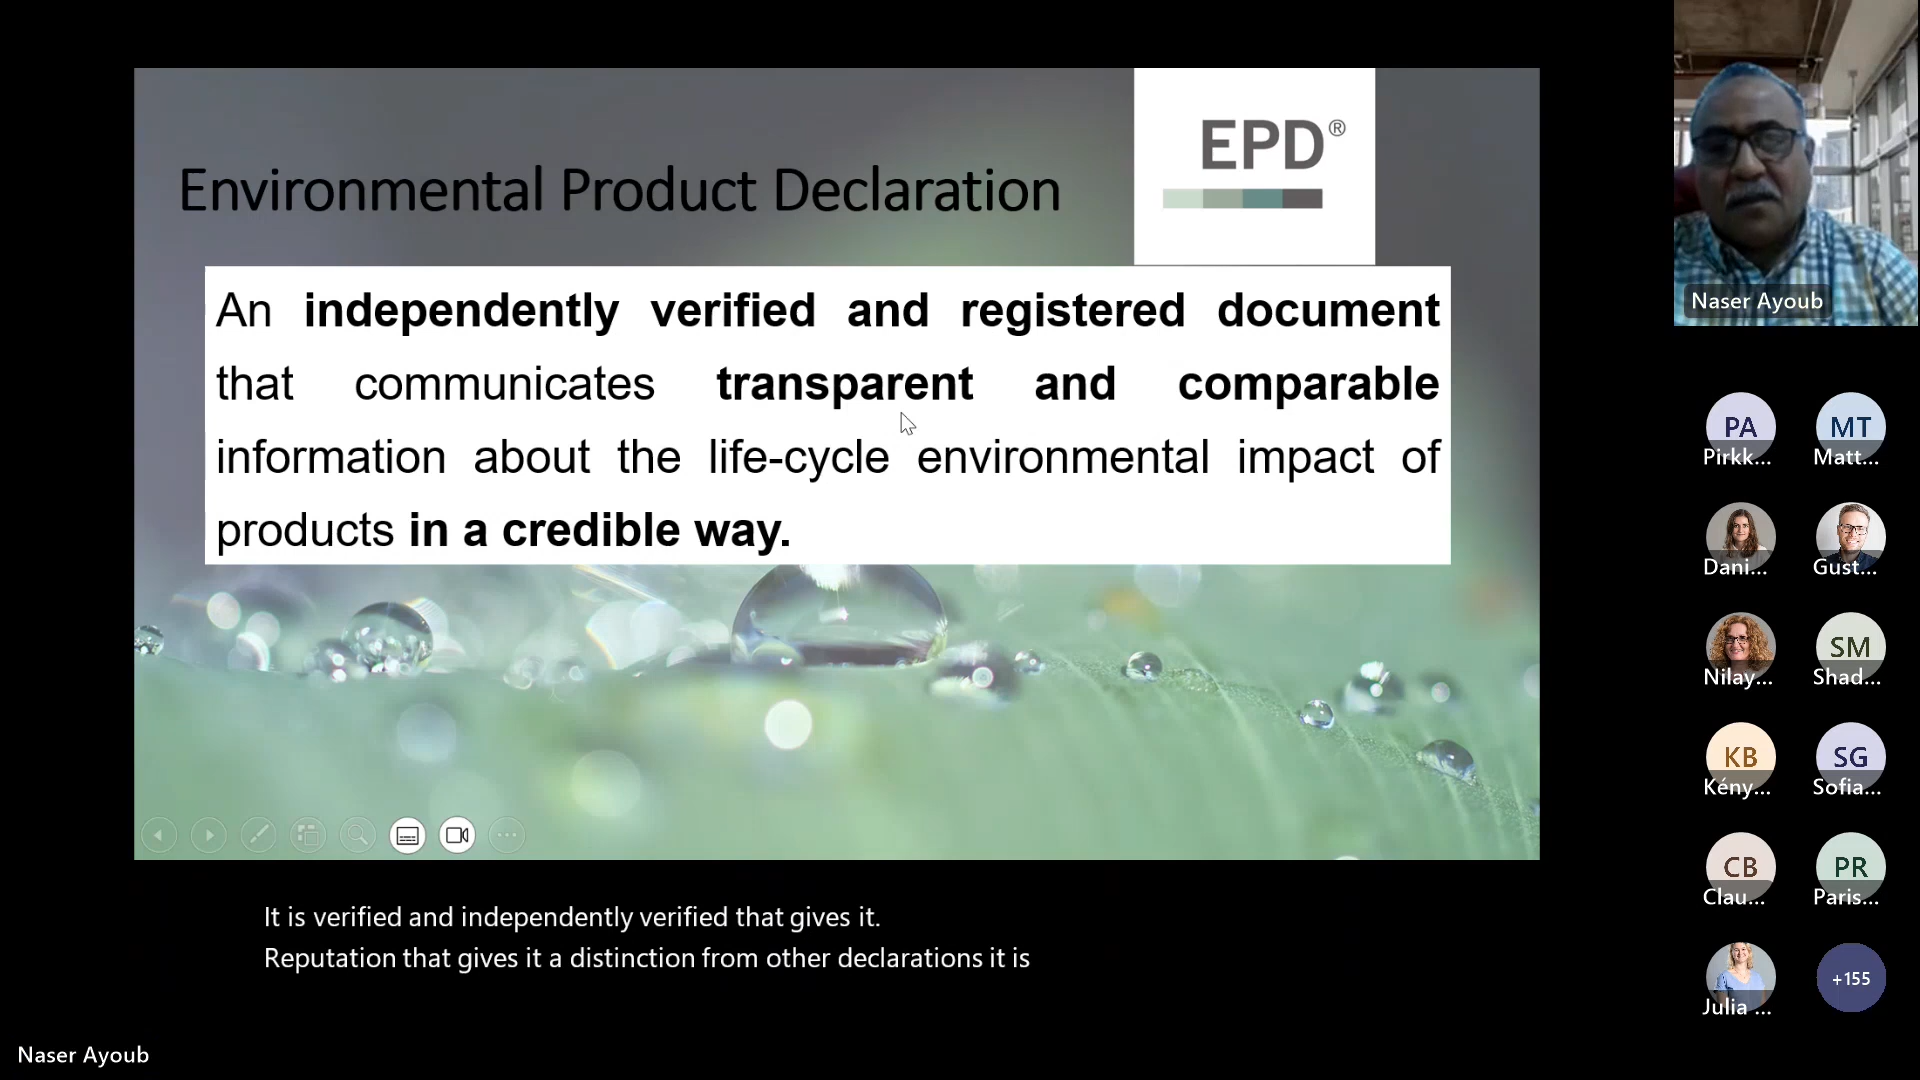 EPD®
Environmental Product Declaration
An independently verified and registered document
that communicates transparent and comparable
information about the life-cycle environmental impact of
products in a credible way.
It is verified and independently verified that gives it.
Reputation that gives it a distinction from other declarations it is
Naser Ayoub
Naser Ayoub
PA
Pirkk...
MT
Matt...
Dani...
Gust...
Nilay...
SM
Shad...
KB
Kény...
SG
Sofia...
CB
Clau...
PR
Paris...
Julia ...
+155